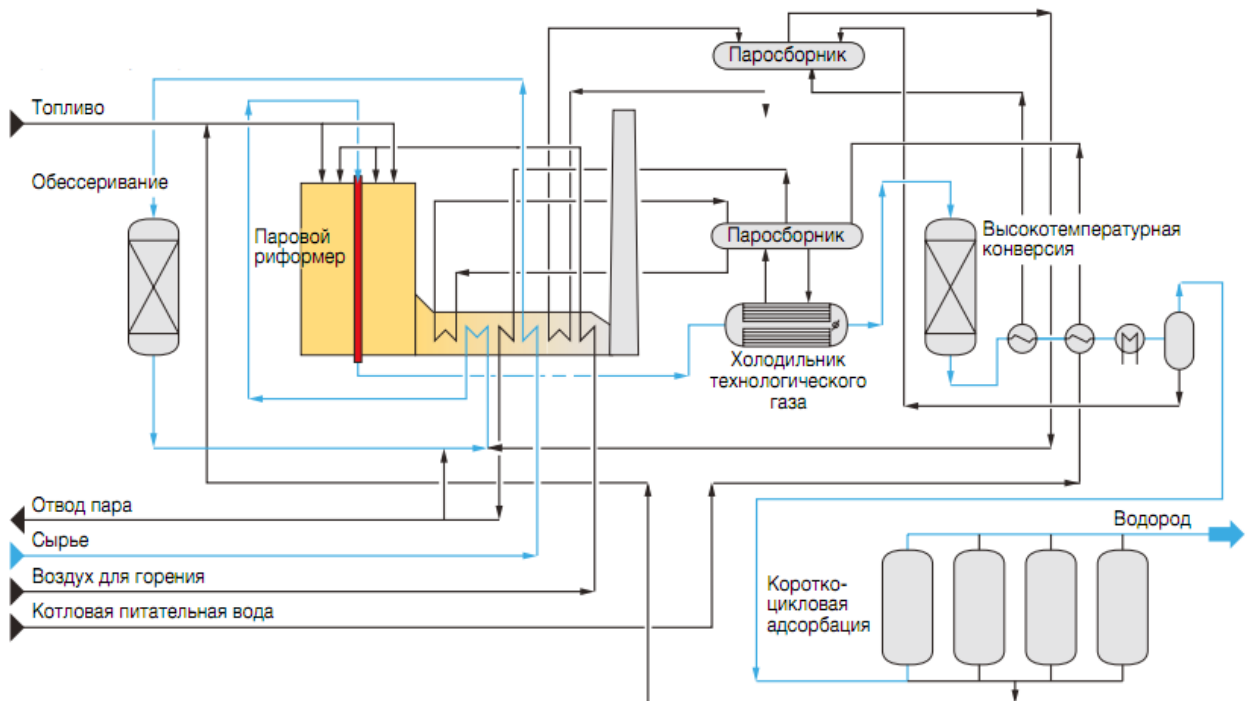 Паросборник
Топливо
Обессеривание
Паровой
риформер
Паросборник
Высокотемпературная
конверсия
Холодильник
технологического
газа
Отвод пара
Сырье
Воздух для горения
Котловая питательная вода
Водород
Коротко-
цикловая
адсорбация